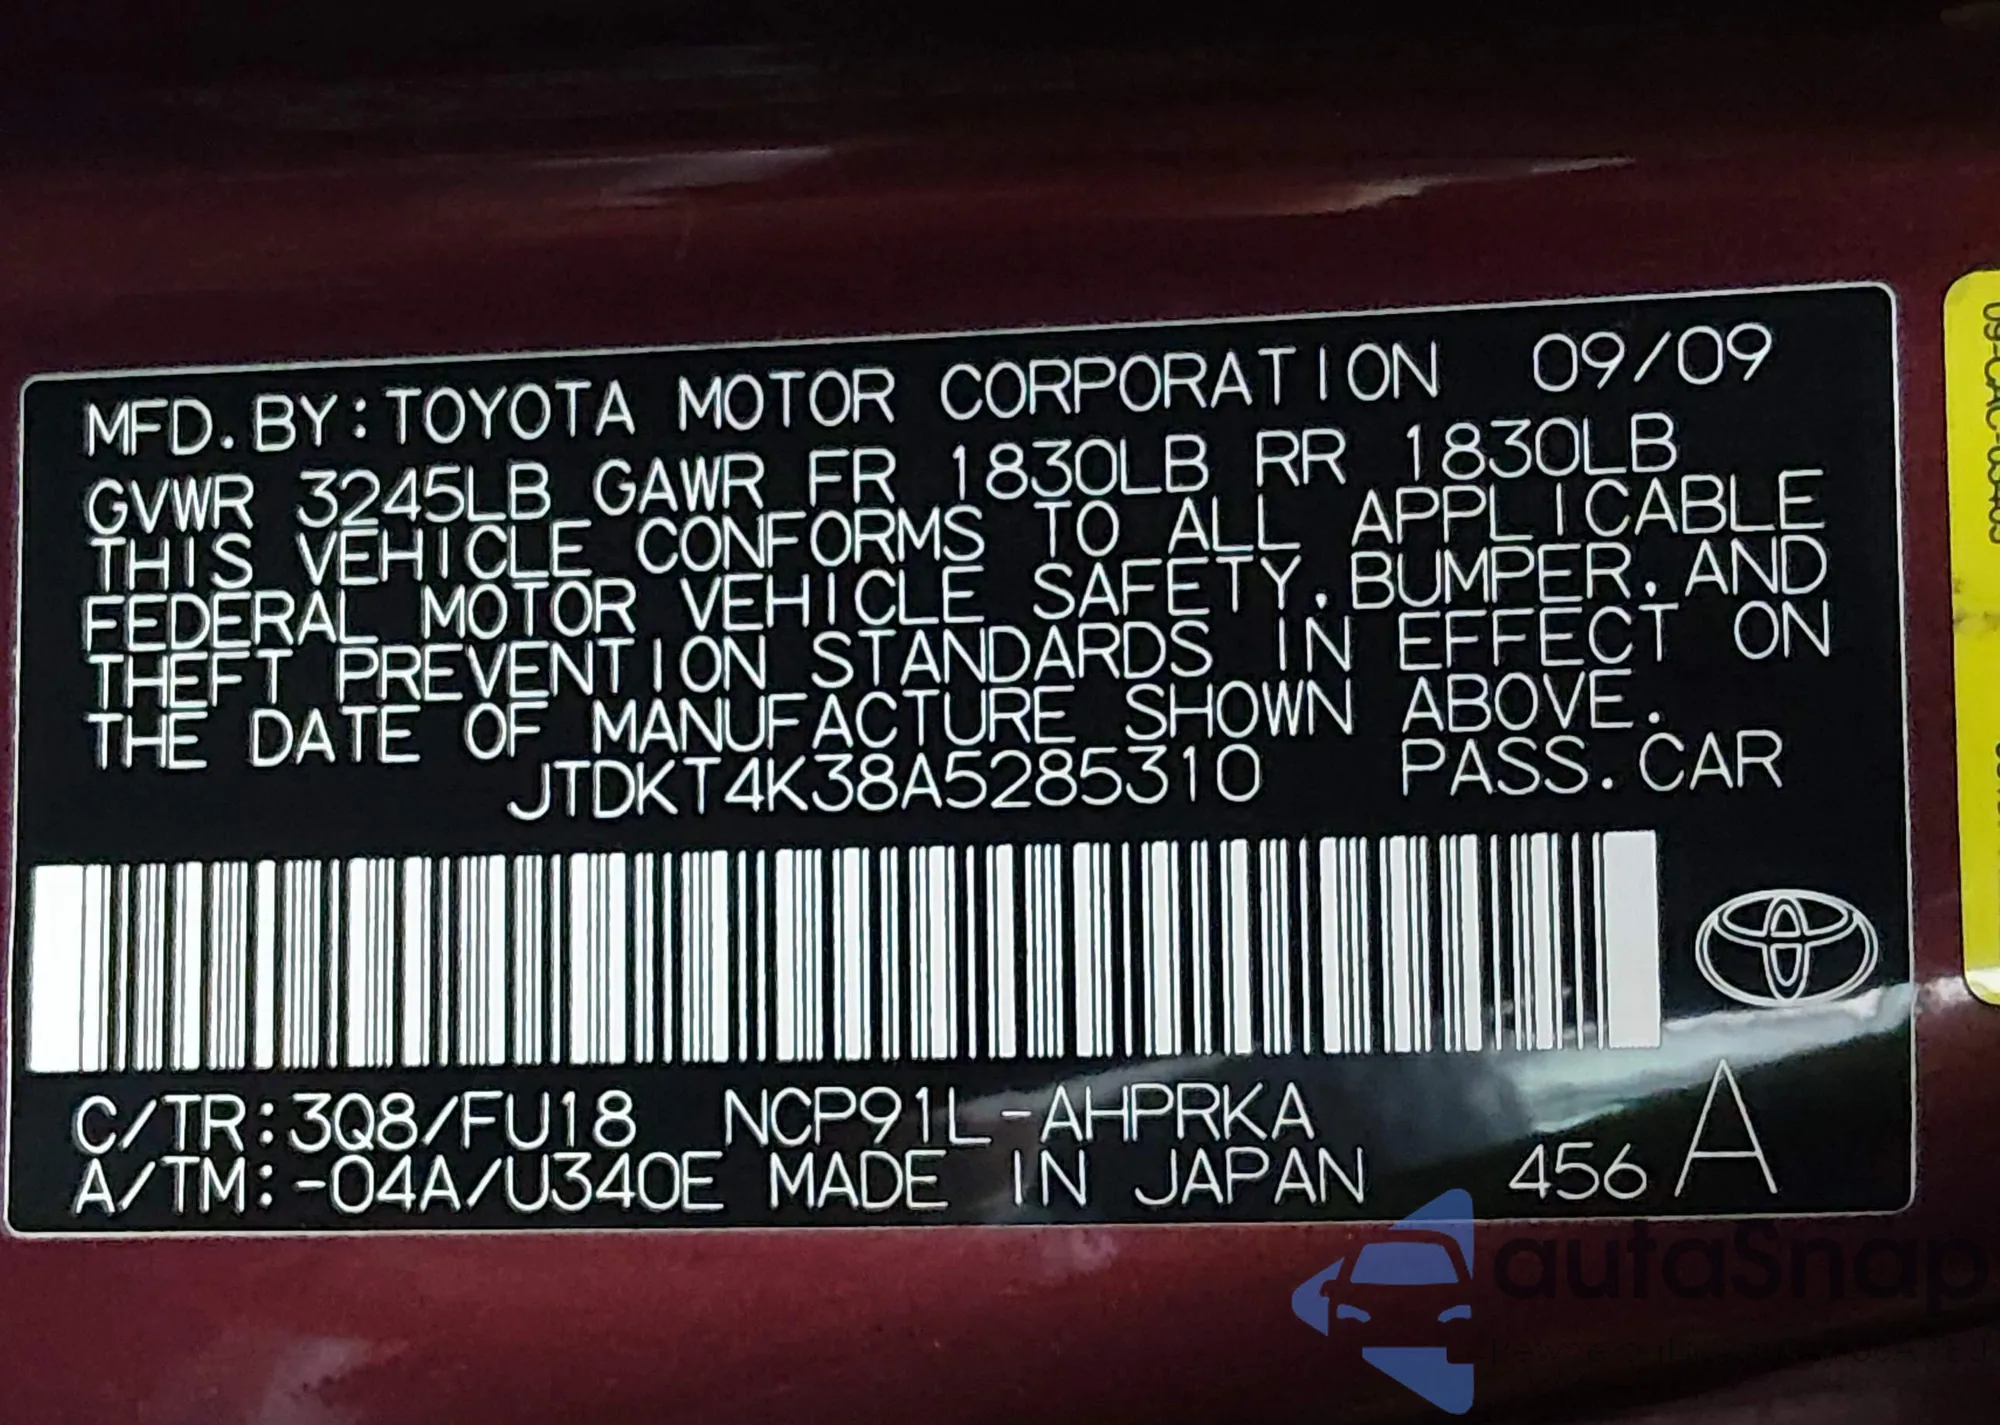 MFD. BY: TOYOTA MOTOR CORPORATION 09/09
GVWR 3245LB GAWR FR 1830LB RR 1830LB
THIS VEHICLE CONFORMS TO ALL APPLICABLE
FEDERAL MOTOR VEHICLE SAFETY, BUMPER, AND
THEFT PREVENTION STANDARDS IN EFFECT ON
THE DATE OF MANUFACTURE SHOWN ABOVE.
JTDKT4K38A5285310 PASS. CAR
C/TR: 3Q8/FU18 NCP91L-AHPRKA
A/TM: -04A/U340E MADE IN JAPAN 456 A
autaSnap